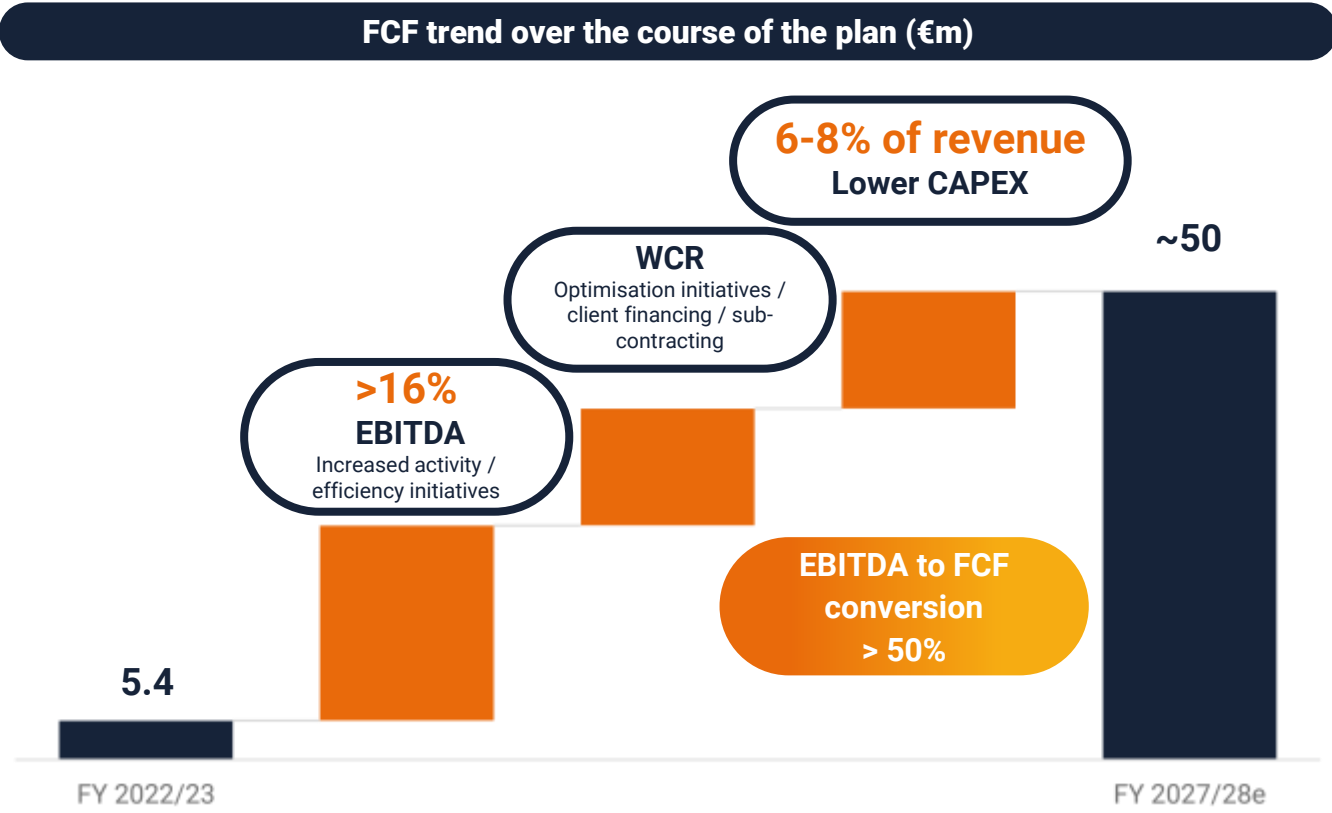 FCF trend over the course of the plan (€m)
6-8% of revenue
Lower CAPEX
~50
WCR
Optimisation initiatives /
client financing / sub-
contracting
>16%
EBITDA
Increased activity /
efficiency initiatives
EBITDA to FCF
conversion
> 50%
5.4
FY 2022/23
FY 2027/28e